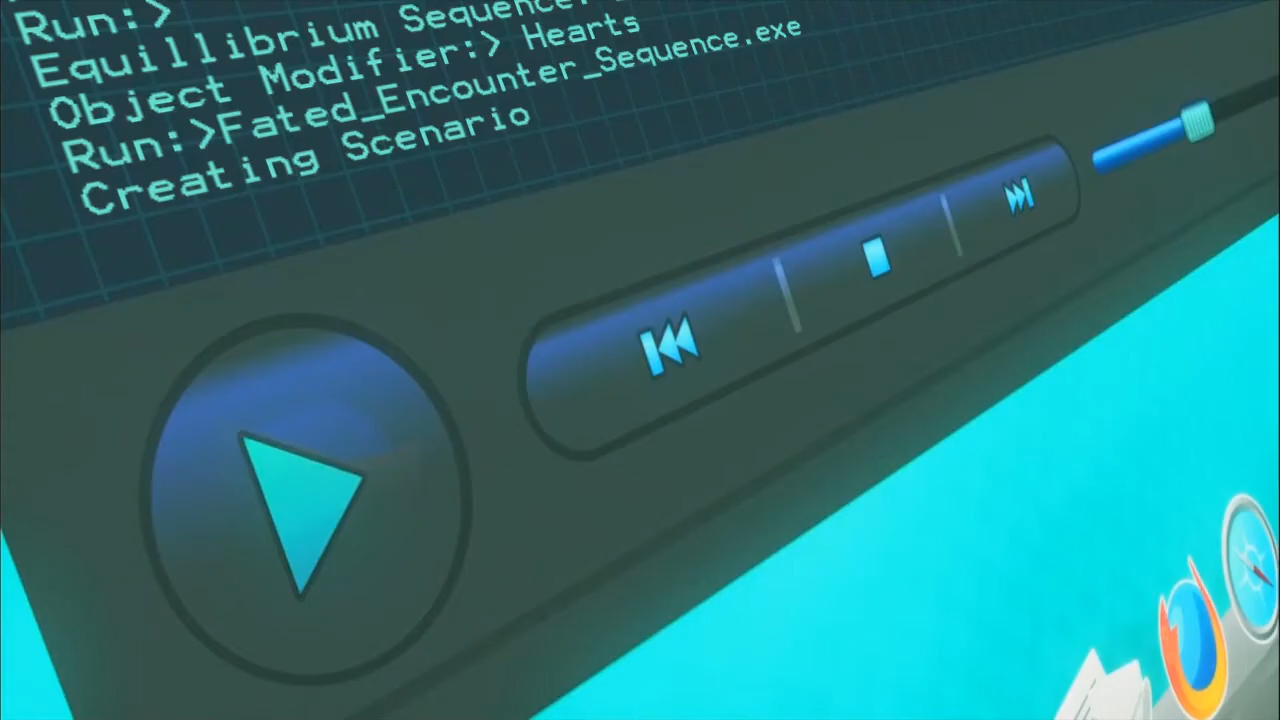 Run:>
Equillibrium Sequence:
Object Modifier:> Hearts
Run:>Fated_Encounter_Sequence.exe
Creating Scenario